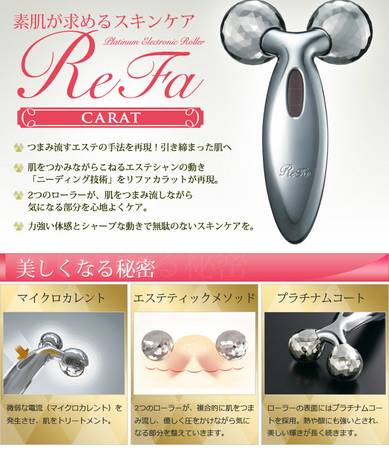 素肌が求めるスキンケア
Platinum Electronic Roller
ReFa
CARAT
つまみ流すエステの手法を再現！引き締まった肌へ
肌をつかみながらこねるエステシャンの動き
「ニーディング技術」をリファカラットが再現。
2つのローラーが、肌をつまみ流しながら
気になる部分を心地よくケア。
力強い体感とシャープな動きで無駄のないスキンケアを。
ReFa
美しくなる秘密
マイクロカレント
微弱な電流（マイクロカレント）を
発生させ、肌をトリートメント。
エステティックメソッド
2つのローラーが、複合的に肌をつま
み流し、優しく圧をかけながら気に
なる部分を整えていきます。
プラチナムコート
ローラーの表面にはプラチナムコー
トを採用。熱や酸にも強いとされ、
美しい輝きが長く続きます。